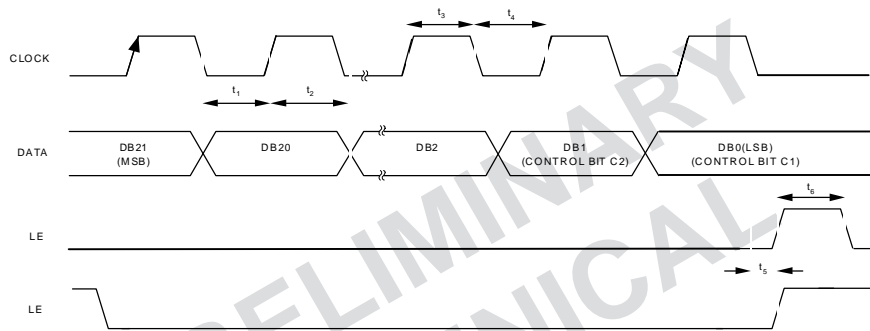 t3 t4
CLOCK
t1 t2
DATA
DB21 (MSB)
DB20
DB2
DB1 (CONTROL BIT C2)
DB0(LSB) (CONTROL BIT C1)
t6
LE
t5
LE
PRELIMINARY
TECHNICAL